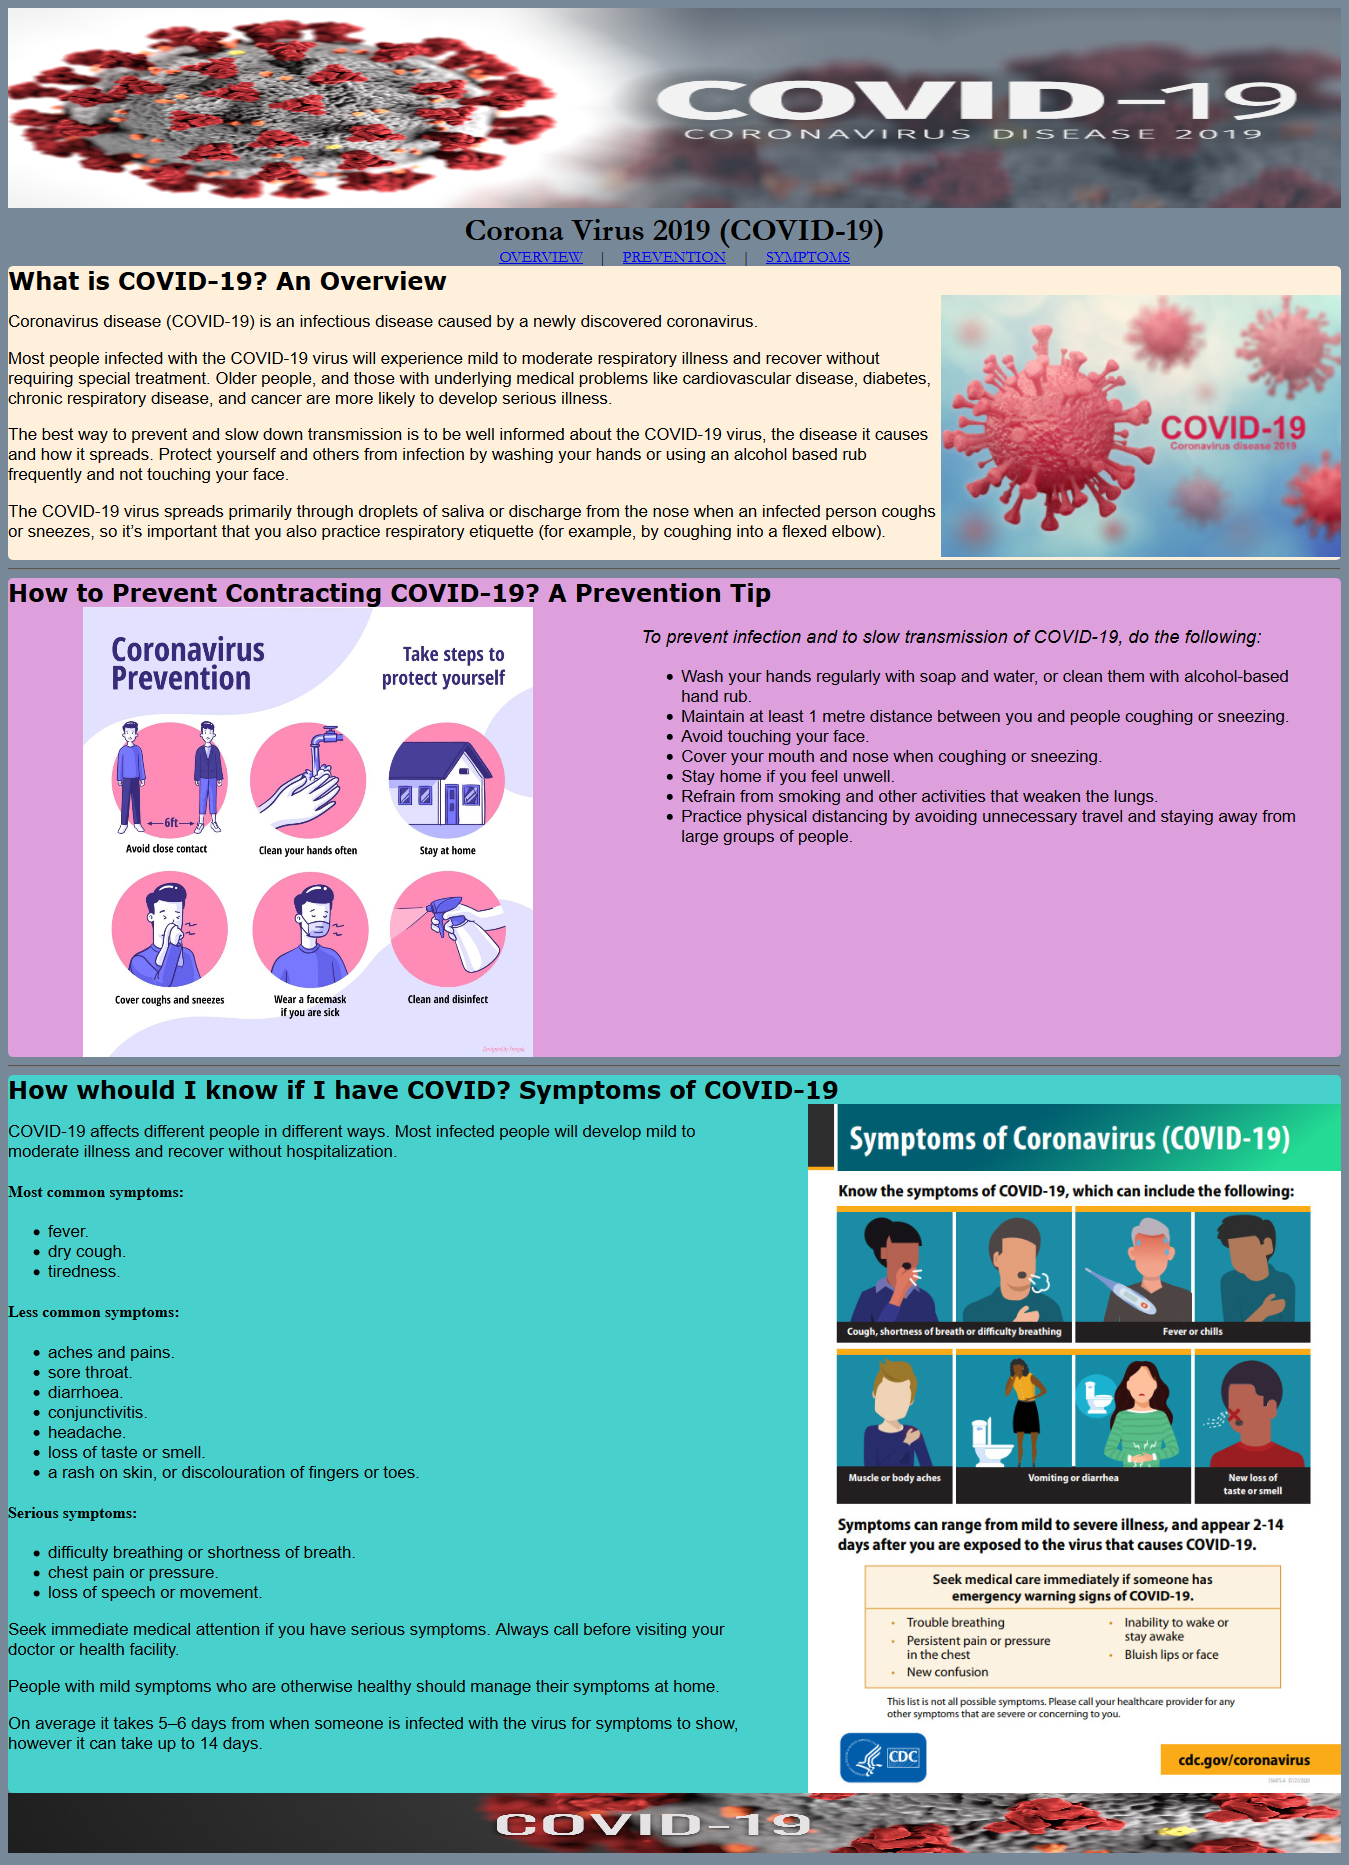 COVID-19
CORONAVIRUS DISEASE 2019
Corona Virus 2019 (COVID-19)
OVERVIEW | PREVENTION | SYMPTOMS
What is COVID-19? An Overview
Coronavirus disease (COVID-19) is an infectious disease caused by a newly discovered coronavirus.
Most people infected with the COVID-19 virus will experience mild to moderate respiratory illness and recover without
requiring special treatment. Older people, and those with underlying medical problems like cardiovascular disease, diabetes,
chronic respiratory disease, and cancer are more likely to develop serious illness.
The best way to prevent and slow down transmission is to be well informed about the COVID-19 virus, the disease it causes
and how it spreads. Protect yourself and others from infection by washing your hands or using an alcohol based rub
frequently and not touching your face.
The COVID-19 virus spreads primarily through droplets of saliva or discharge from the nose when an infected person coughs
or sneezes, so it’s important that you also practice respiratory etiquette (for example, by coughing into a flexed elbow).
COVID-19
Coronavirus disease 2019
How to Prevent Contracting COVID-19? A Prevention Tip
Coronavirus
Prevention
Take steps to
protect yourself
6ft
Avoid close contact
Clean your hands often
Stay at home
Cover coughs and sneezes
Wear a facemask
if you are sick
Clean and disinfect
Designed by Freepik
To prevent infection and to slow transmission of COVID-19, do the following:
• Wash your hands regularly with soap and water, or clean them with alcohol-based
hand rub.
• Maintain at least 1 metre distance between you and people coughing or sneezing.
• Avoid touching your face.
• Cover your mouth and nose when coughing or sneezing.
• Stay home if you feel unwell.
• Refrain from smoking and other activities that weaken the lungs.
• Practice physical distancing by avoiding unnecessary travel and staying away from
large groups of people.
How whould I know if I have COVID? Symptoms of COVID-19
COVID-19 affects different people in different ways. Most infected people will develop mild to
moderate illness and recover without hospitalization.
Most common symptoms:
• fever.
• dry cough.
• tiredness.
Less common symptoms:
• aches and pains.
• sore throat.
• diarrhoea.
• conjunctivitis.
• headache.
• loss of taste or smell.
• a rash on skin, or discolouration of fingers or toes.
Serious symptoms:
• difficulty breathing or shortness of breath.
• chest pain or pressure.
• loss of speech or movement.
Seek immediate medical attention if you have serious symptoms. Always call before visiting your
doctor or health facility.
People with mild symptoms who are otherwise healthy should manage their symptoms at home.
On average it takes 5–6 days from when someone is infected with the virus for symptoms to show,
however it can take up to 14 days.
Symptoms of Coronavirus (COVID-19)
Know the symptoms of COVID-19, which can include the following:
Cough, shortness of breath or difficulty breathing
Fever or chills
Muscle or body aches
Vomiting or diarrhea
New loss of
taste or smell
Symptoms can range from mild to severe illness, and appear 2-14
days after you are exposed to the virus that causes COVID-19.
Seek medical care immediately if someone has
emergency warning signs of COVID-19.
• Trouble breathing
• Persistent pain or pressure
in the chest
• New confusion
• Inability to wake or
stay awake
• Bluish lips or face
This list is not all possible symptoms. Please call your healthcare provider for any
other symptoms that are severe or concerning to you.
CDC
cdc.gov/coronavirus
COVID-19